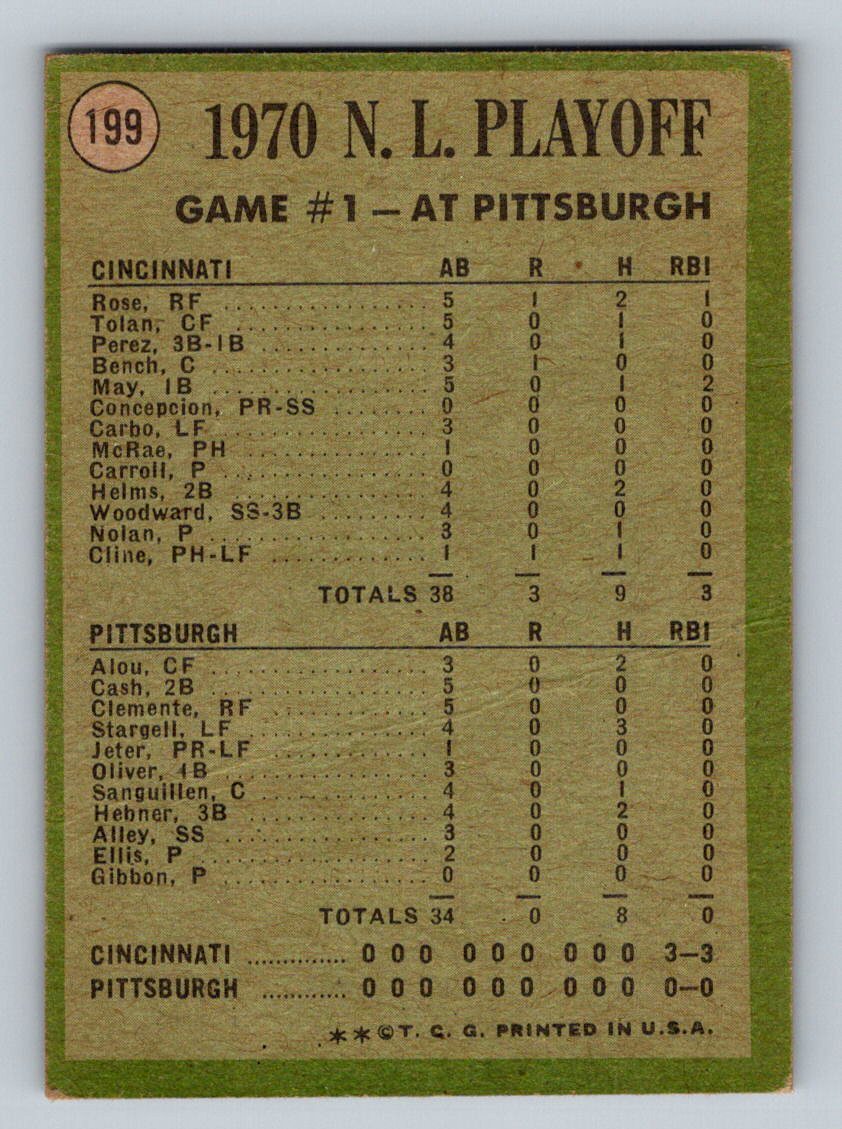 199
1970 N. L. PLAYOFF
GAME #1 — AT PITTSBURGH
CINCINNATI AB R H RBI
Rose, RF .................. 5 1 2 1
Tolan, CF ................. 5 0 1 0
Perez, 3B-1B .............. 4 0 1 0
Bench, C .................. 3 1 0 0
May, 1B ................... 5 0 1 2
Concepcion, PR-SS ........ 0 0 0 0
Carbo, LF ................. 3 0 0 0
McRae, PH ................ 1 0 0 0
Carroll, P ................. 0 0 0 0
Helms, 2B ................ 4 0 2 0
Woodward, SS-3B ......... 4 0 0 0
Nolan, P .................. 3 0 1 0
Cline, PH-LF ............. 1 1 1 0
TOTALS 38 3 9 3
PITTSBURGH AB R H RBI
Alou, CF .................. 3 0 2 0
Cash, 2B .................. 5 0 0 0
Clemente, RF ............. 5 0 0 0
Stargell, LF ............... 4 0 3 0
Jeter, PR-LF ............. 1 0 0 0
Oliver, 1B ................. 3 0 0 0
Sanguillen, C .............. 4 0 1 0
Hebner, 3B ............... 4 0 2 0
Alley, SS .................. 3 0 0 0
Ellis, P ................... 2 0 0 0
Gibbon, P ................. 0 0 0 0
TOTALS 34 0 8 0
CINCINNATI .............. 0 0 0 0 0 0 0 0 0 3—3
PITTSBURGH ............ 0 0 0 0 0 0 0 0 0 0—0
**©T. C. G. PRINTED IN U.S.A.